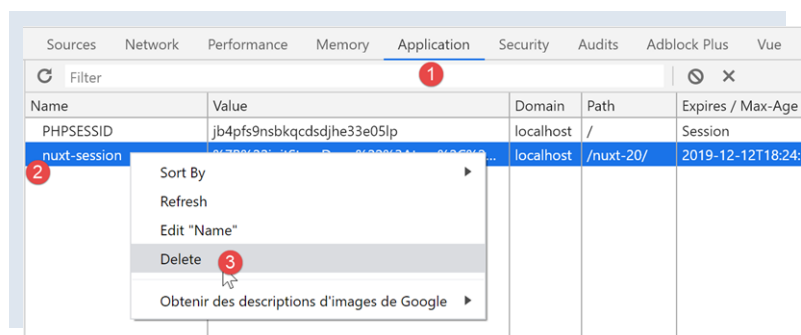 Sources Network Performance Memory Application Security Audits Adblock Plus Vue
Filter 1
Name Value Domain Path Expires / Max-Age
PHPSESSID jb4pfs9nsbkqcdsdjhe33e05lp localhost / Session
nuxt-session localhost /nuxt-20/ 2019-12-12T18:24:
2
Sort By
Refresh
Edit "Name"
Delete 3
Obtenir des descriptions d'images de Google